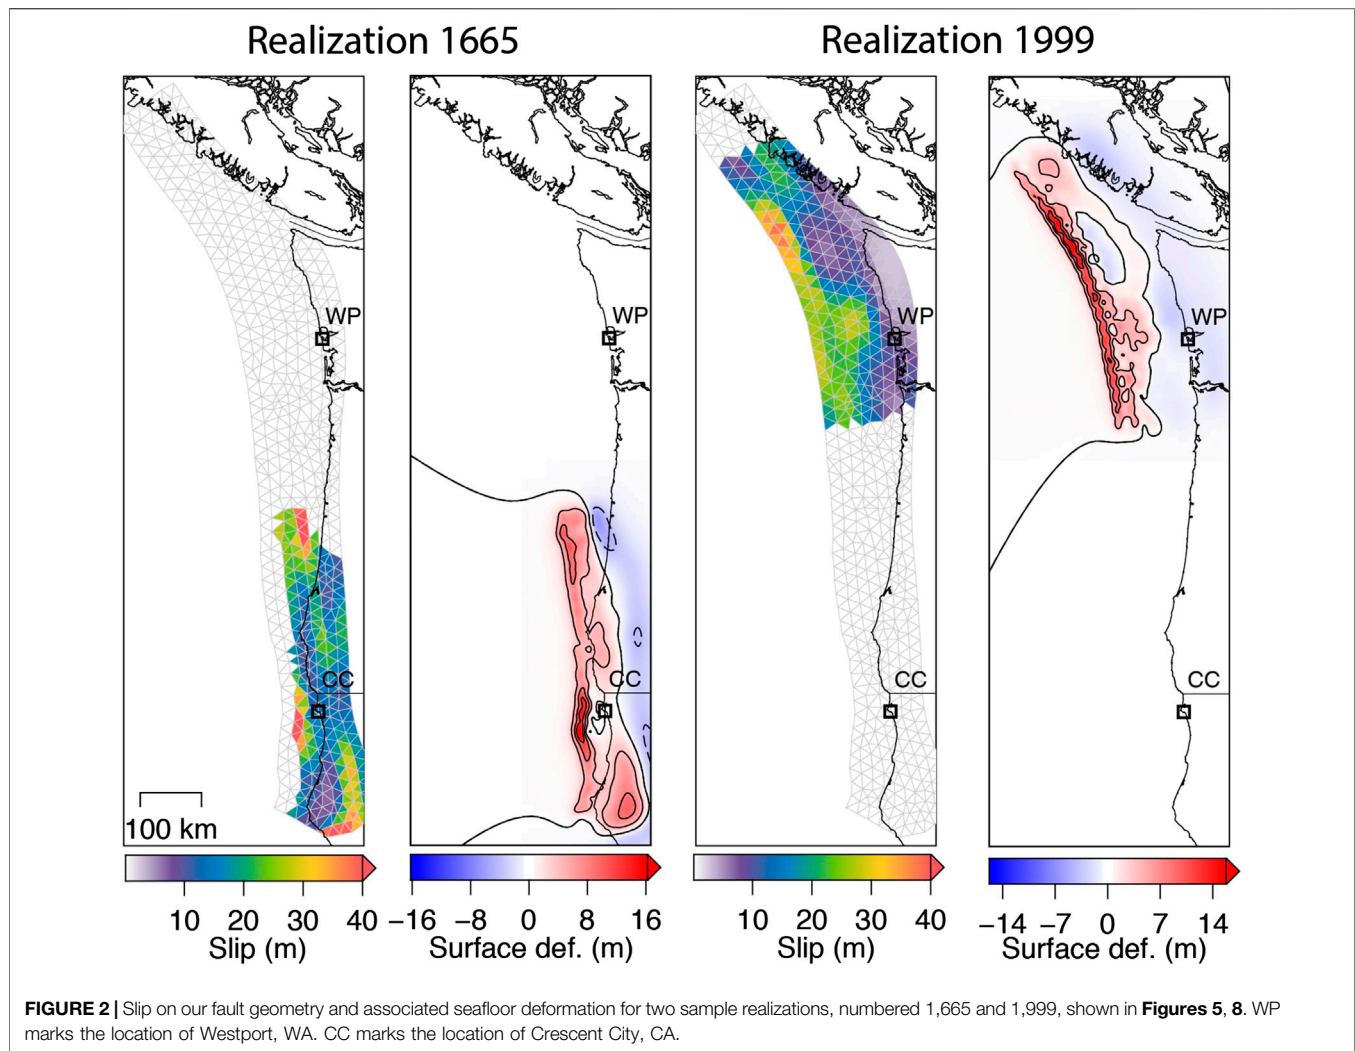 Realization 1665
Realization 1999
WP
WP
WP
WP
CC
CC
CC
CC
100 km
10 20 30 40
Slip (m)
−16 −8 0 8 16
Surface def. (m)
10 20 30 40
Slip (m)
−14 −7 0 7 14
Surface def. (m)
FIGURE 2 | Slip on our fault geometry and associated seafloor deformation for two sample realizations, numbered 1,665 and 1,999, shown in Figures 5, 8. WP
marks the location of Westport, WA. CC marks the location of Crescent City, CA.